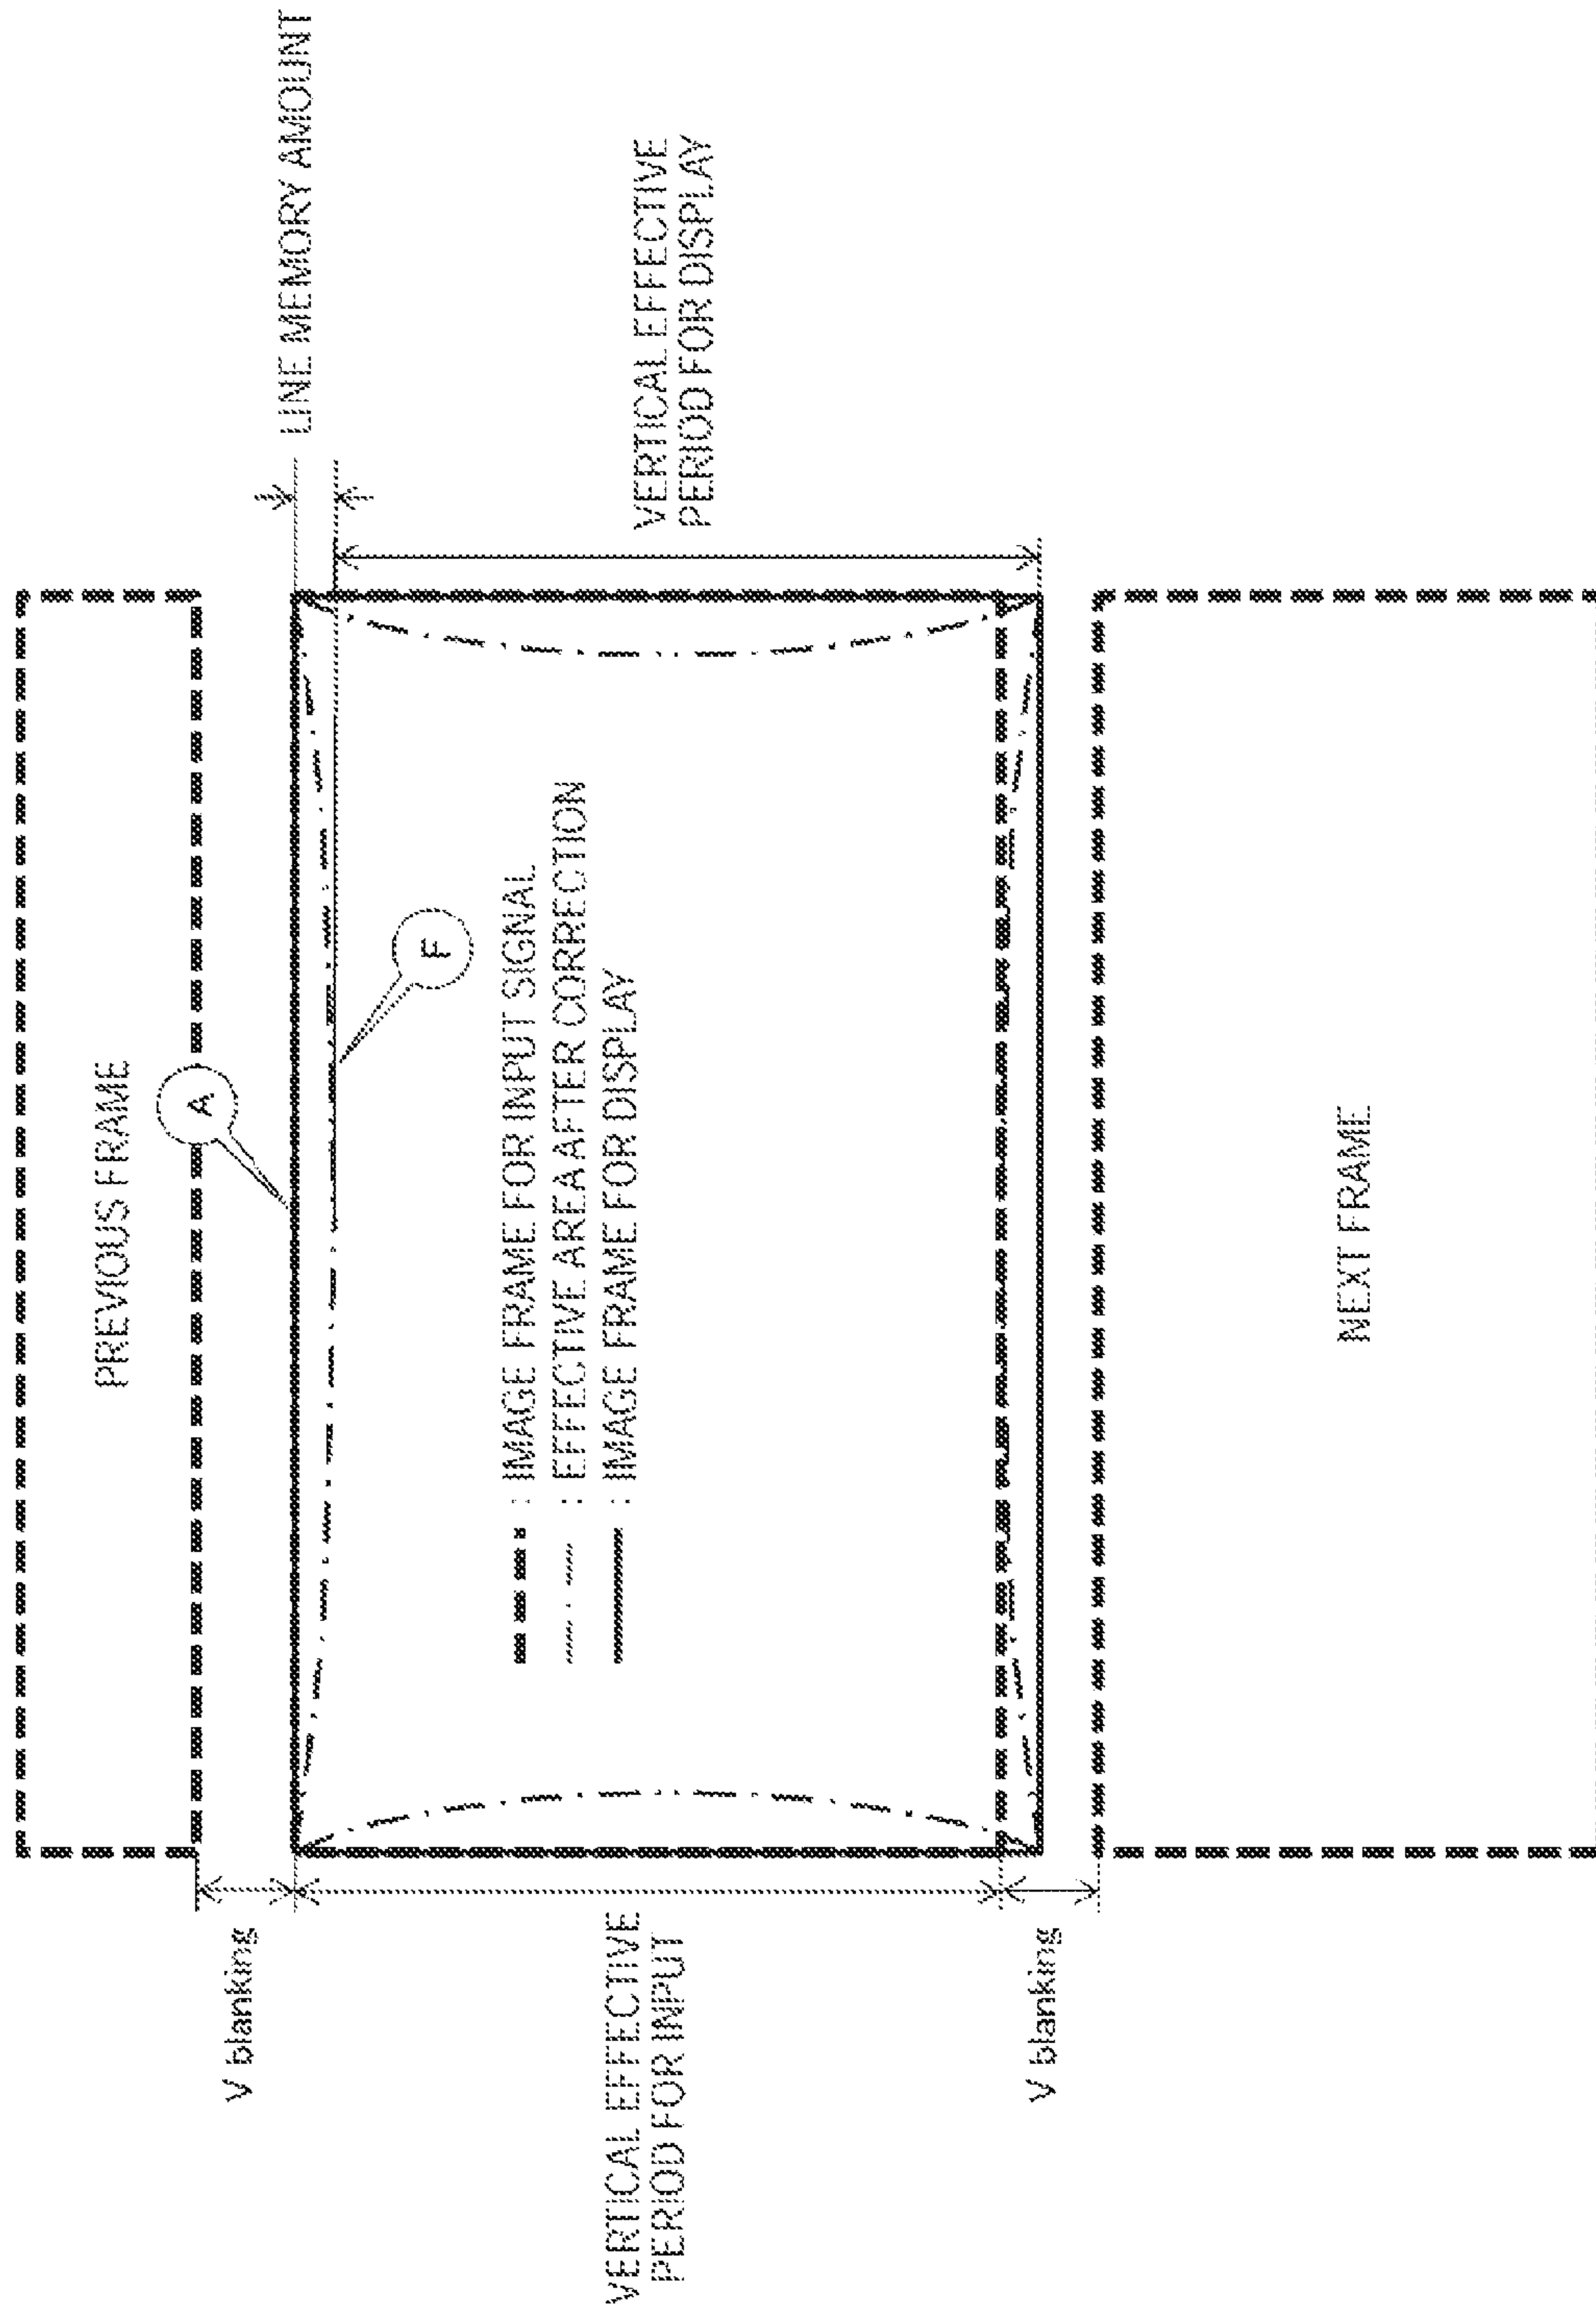 PREVIOUS FRAME
A
V blanking
LINE MEMORY AMOUNT
F
: IMAGE FRAME FOR INPUT SIGNAL
: EFFECTIVE AREA AFTER CORRECTION
: IMAGE FRAME FOR DISPLAY
VERTICAL EFFECTIVE
PERIOD FOR INPUT
VERTICAL EFFECTIVE
PERIOD FOR DISPLAY
V blanking
NEXT FRAME